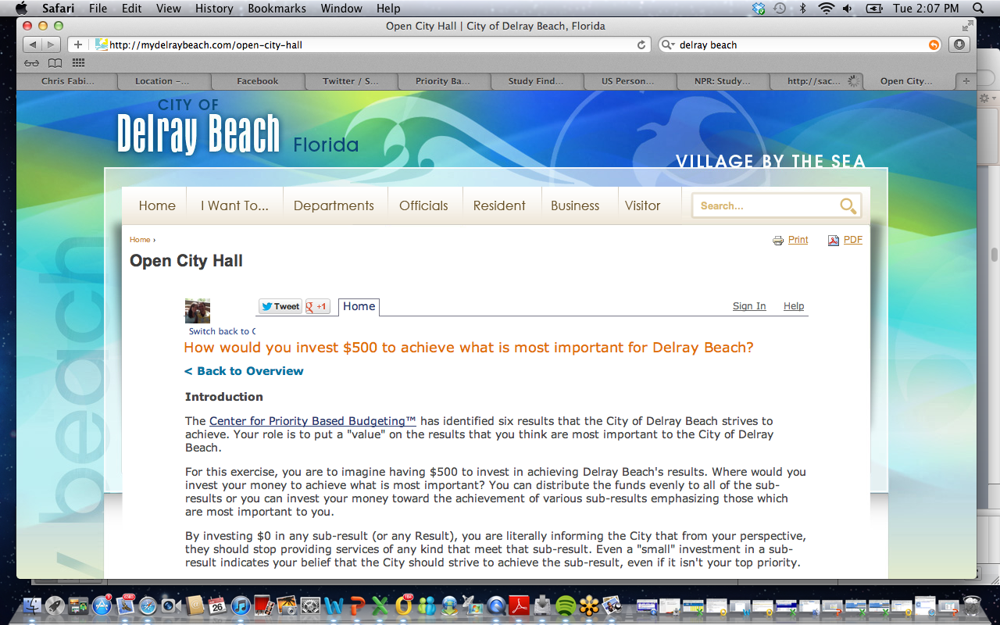 Safari File Edit View History Bookmarks Window Help Tue 2:07 PM
Open City Hall | City of Delray Beach, Florida
http://mydelraybeach.com/open-city-hall delray beach
Chris Fabi... Location -... Facebook Twitter / S... Priority Ba... Study Find... US Person... NPR: Study... http://sac... Open City...
CITY OF
Delray Beach Florida
VILLAGE BY THE SEA
Home I Want To... Departments Officials Resident Business Visitor Search...
beach
Home › Print PDF
Open City Hall
Tweet +1 Home Sign In Help
Switch back to C
How would you invest $500 to achieve what is most important for Delray Beach?
< Back to Overview
Introduction
The Center for Priority Based Budgeting™ has identified six results that the City of Delray Beach strives to
achieve. Your role is to put a "value" on the results that you think are most important to the City of Delray
Beach.
For this exercise, you are to imagine having $500 to invest in achieving Delray Beach's results. Where would you
invest your money to achieve what is most important? You can distribute the funds evenly to all of the sub-
results or you can invest your money toward the achievement of various sub-results emphasizing those which
are most important to you.
By investing $0 in any sub-result (or any Result), you are literally informing the City that from your perspective,
they should stop providing services of any kind that meet that sub-result. Even a "small" investment in a sub-
result indicates your belief that the City should strive to achieve the sub-result, even if it isn't your top priority.
26